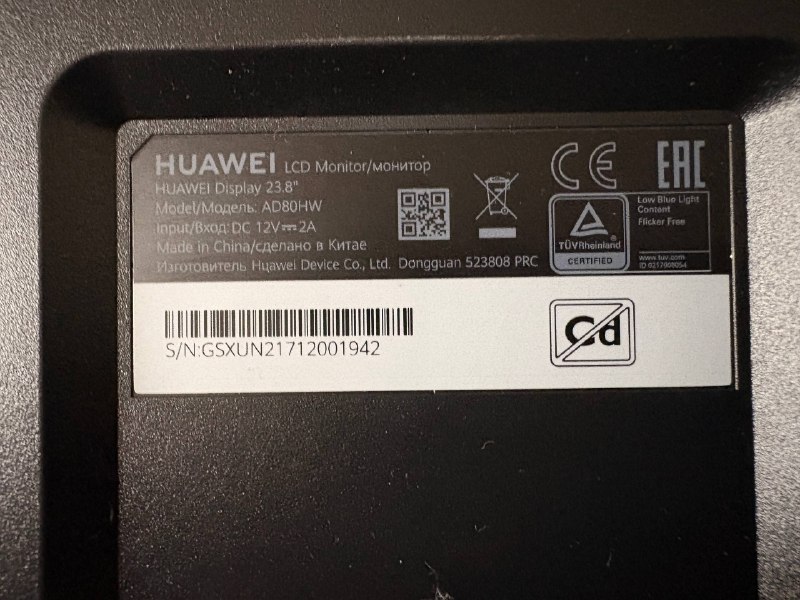 HUAWEI LCD Monitor/монитор
HUAWEI Display 23.8"
Model/Модель: AD80HW
Input/Вход: DC 12V⎓2A
Made in China/сделано в Китае
Изготовитель Huawei Device Co., Ltd. Dongguan 523808 PRC
CE
EAC
TÜVRheinland
CERTIFIED
Low Blue Light
Content
Flicker Free
www.tuv.com
S/N:GSXUN21712001942
Cd